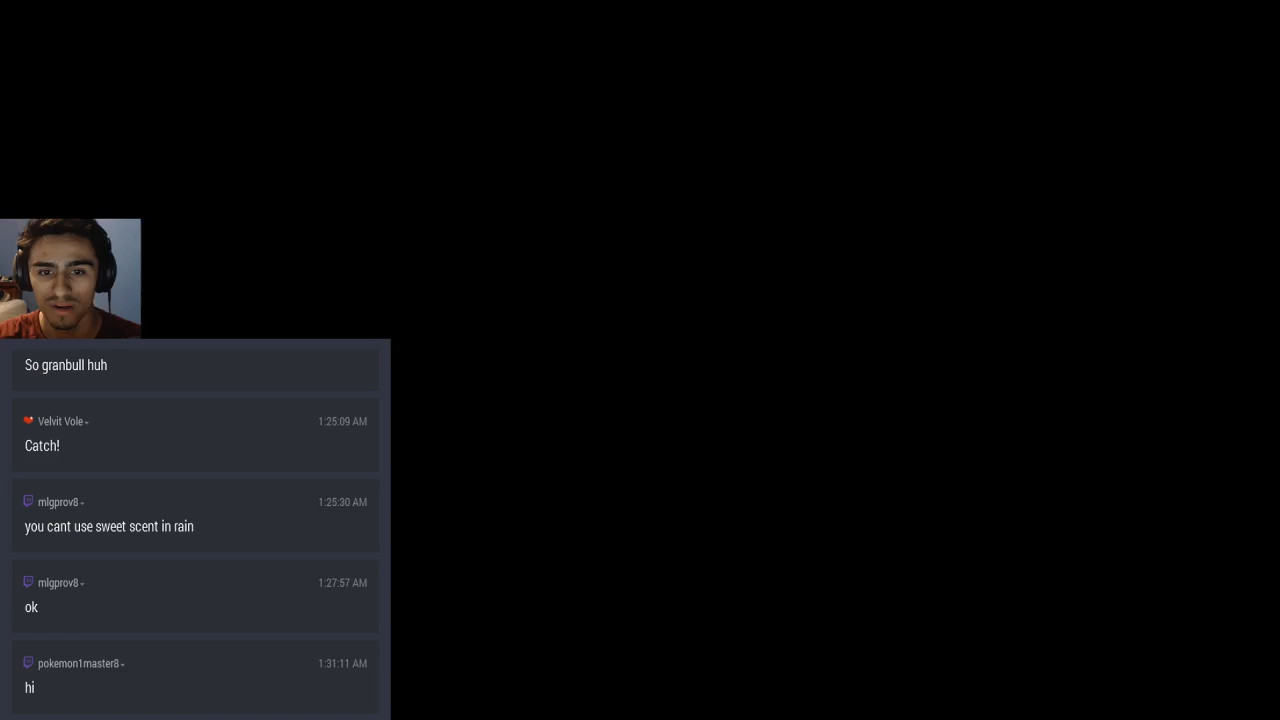 So granbull huh
Velvit Vole
1:25:09 AM
Catch!
mlgprov8
1:25:30 AM
you cant use sweet scent in rain
mlgprov8
1:27:57 AM
ok
pokemon1master8
1:31:11 AM
hi